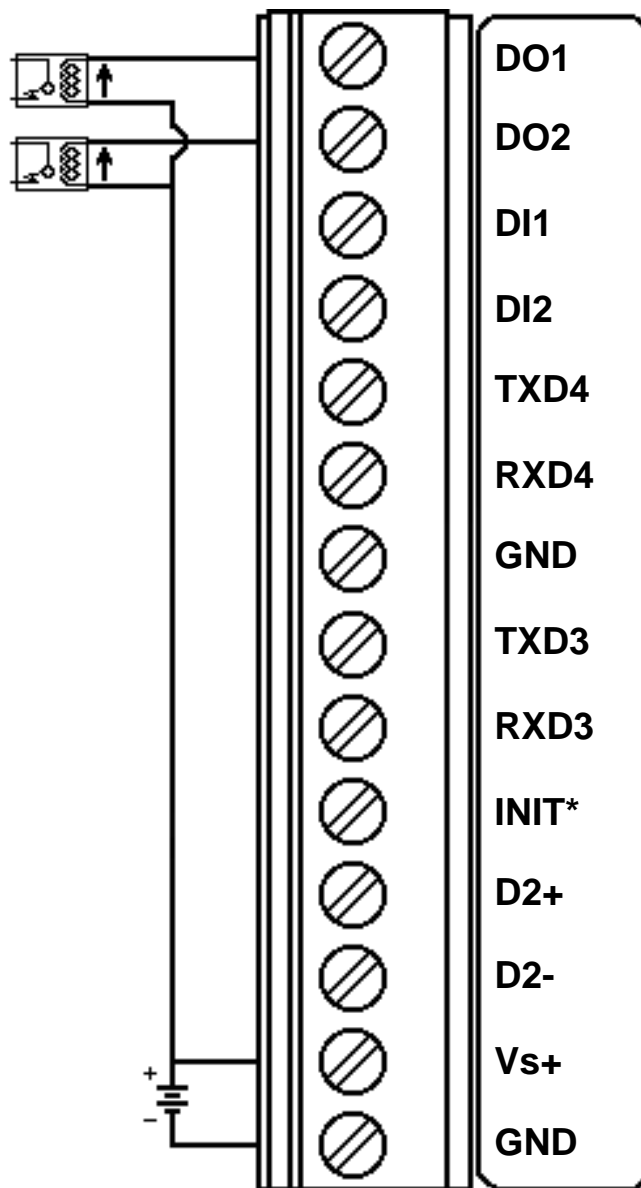 DO1
DO2
DI1
DI2
TXD4
RXD4
GND
TXD3
RXD3
INIT*
D2+
D2-
Vs+
+
−
GND